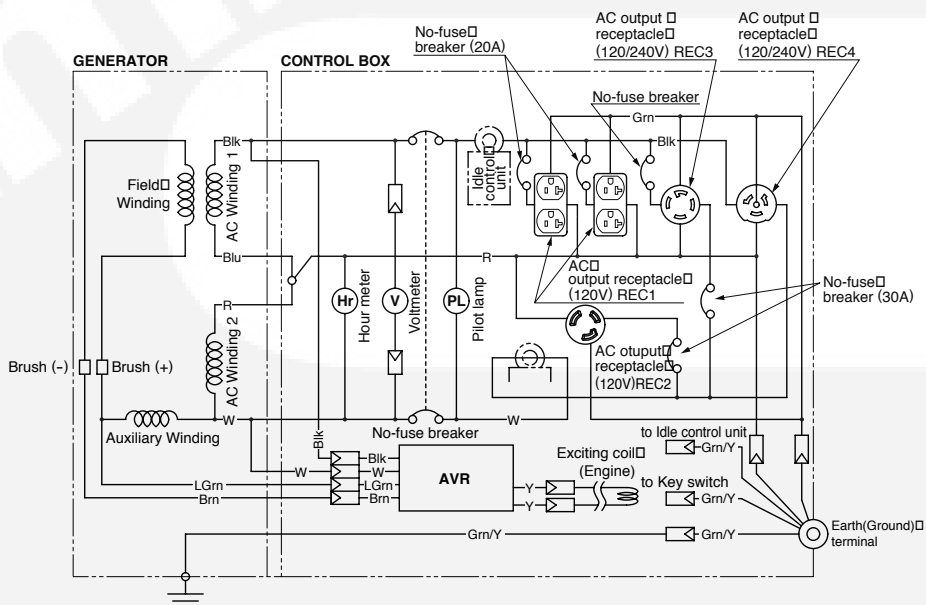 AC output □
receptacle□
(120/240V) REC3
AC output □
receptacle□
(120/240V) REC4
No-fuse□
breaker (20A)
GENERATOR
CONTROL BOX
No-fuse breaker
Grn
Blk
Blk
Idle
control
unit
Field□
Winding
AC Winding 1
Blu
R
R
AC Winding 2
Hr
Hour meter
V
Voltmeter
PL
Pilot lamp
AC□
output receptacle□
(120V) REC1
No-fuse□
breaker (30A)
AC otuput□
receptacle□
(120V)REC2
Brush (-)
Brush (+)
W
W
Auxiliary Winding
No-fuse breaker
Blk
to Idle control unit
Grn/Y
Exciting coil□
(Engine)
Blk
W
W
LGrn
LGrn
Brn
Brn
AVR
Y
Y
to Key switch
Grn/Y
Grn/Y
Grn/Y
Earth(Ground)□
terminal